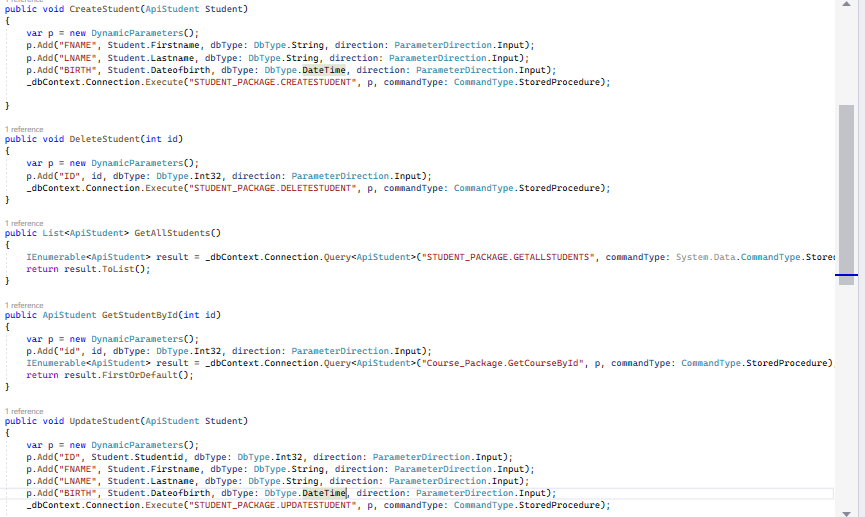 public void CreateStudent(ApiStudent Student)
{
var p = new DynamicParameters();
p.Add("FNAME", Student.Firstname, dbType: DbType.String, direction: ParameterDirection.Input);
p.Add("LNAME", Student.Lastname, dbType: DbType.String, direction: ParameterDirection.Input);
p.Add("BIRTH", Student.Dateofbirth, dbType: DbType.DateTime, direction: ParameterDirection.Input);
_dbContext.Connection.Execute("STUDENT_PACKAGE.CREATESTUDENT", p, commandType: CommandType.StoredProcedure);
}
1 reference
public void DeleteStudent(int id)
{
var p = new DynamicParameters();
p.Add("ID", id, dbType: DbType.Int32, direction: ParameterDirection.Input);
_dbContext.Connection.Execute("STUDENT_PACKAGE.DELETESTUDENT", p, commandType: CommandType.StoredProcedure);
}
1 reference
public List<ApiStudent> GetAllStudents()
{
IEnumerable<ApiStudent> result = _dbContext.Connection.Query<ApiStudent>("STUDENT_PACKAGE.GETALLSTUDENTS", commandType: System.Data.CommandType.Stored
return result.ToList();
}
1 reference
public ApiStudent GetStudentById(int id)
{
var p = new DynamicParameters();
p.Add("id", id, dbType: DbType.Int32, direction: ParameterDirection.Input);
IEnumerable<ApiStudent> result = _dbContext.Connection.Query<ApiStudent>("Course_Package.GetCourseById", p, commandType: CommandType.StoredProcedure)
return result.FirstOrDefault();
}
1 reference
public void UpdateStudent(ApiStudent Student)
{
var p = new DynamicParameters();
p.Add("ID", Student.Studentid, dbType: DbType.Int32, direction: ParameterDirection.Input);
p.Add("FNAME", Student.Firstname, dbType: DbType.String, direction: ParameterDirection.Input);
p.Add("LNAME", Student.Lastname, dbType: DbType.String, direction: ParameterDirection.Input);
p.Add("BIRTH", Student.Dateofbirth, dbType: DbType.DateTime, direction: ParameterDirection.Input);
_dbContext.Connection.Execute("STUDENT_PACKAGE.UPDATESTUDENT", p, commandType: CommandType.StoredProcedure);